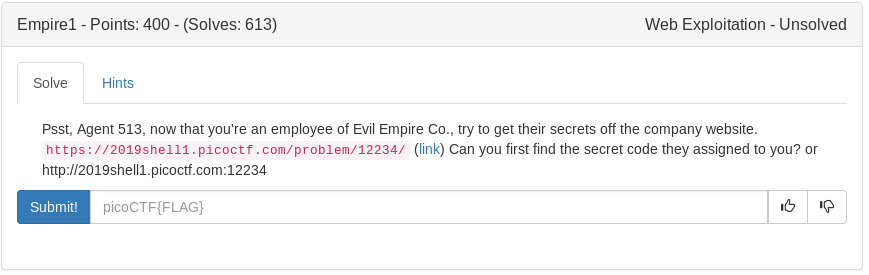 Empire1 - Points: 400 - (Solves: 613) Web Exploitation - Unsolved
Solve Hints
Psst, Agent 513, now that you're an employee of Evil Empire Co., try to get their secrets off the company website.
https://2019shell1.picoctf.com/problem/12234/ (link) Can you first find the secret code they assigned to you? or
http://2019shell1.picoctf.com:12234
Submit! picoCTF{FLAG}